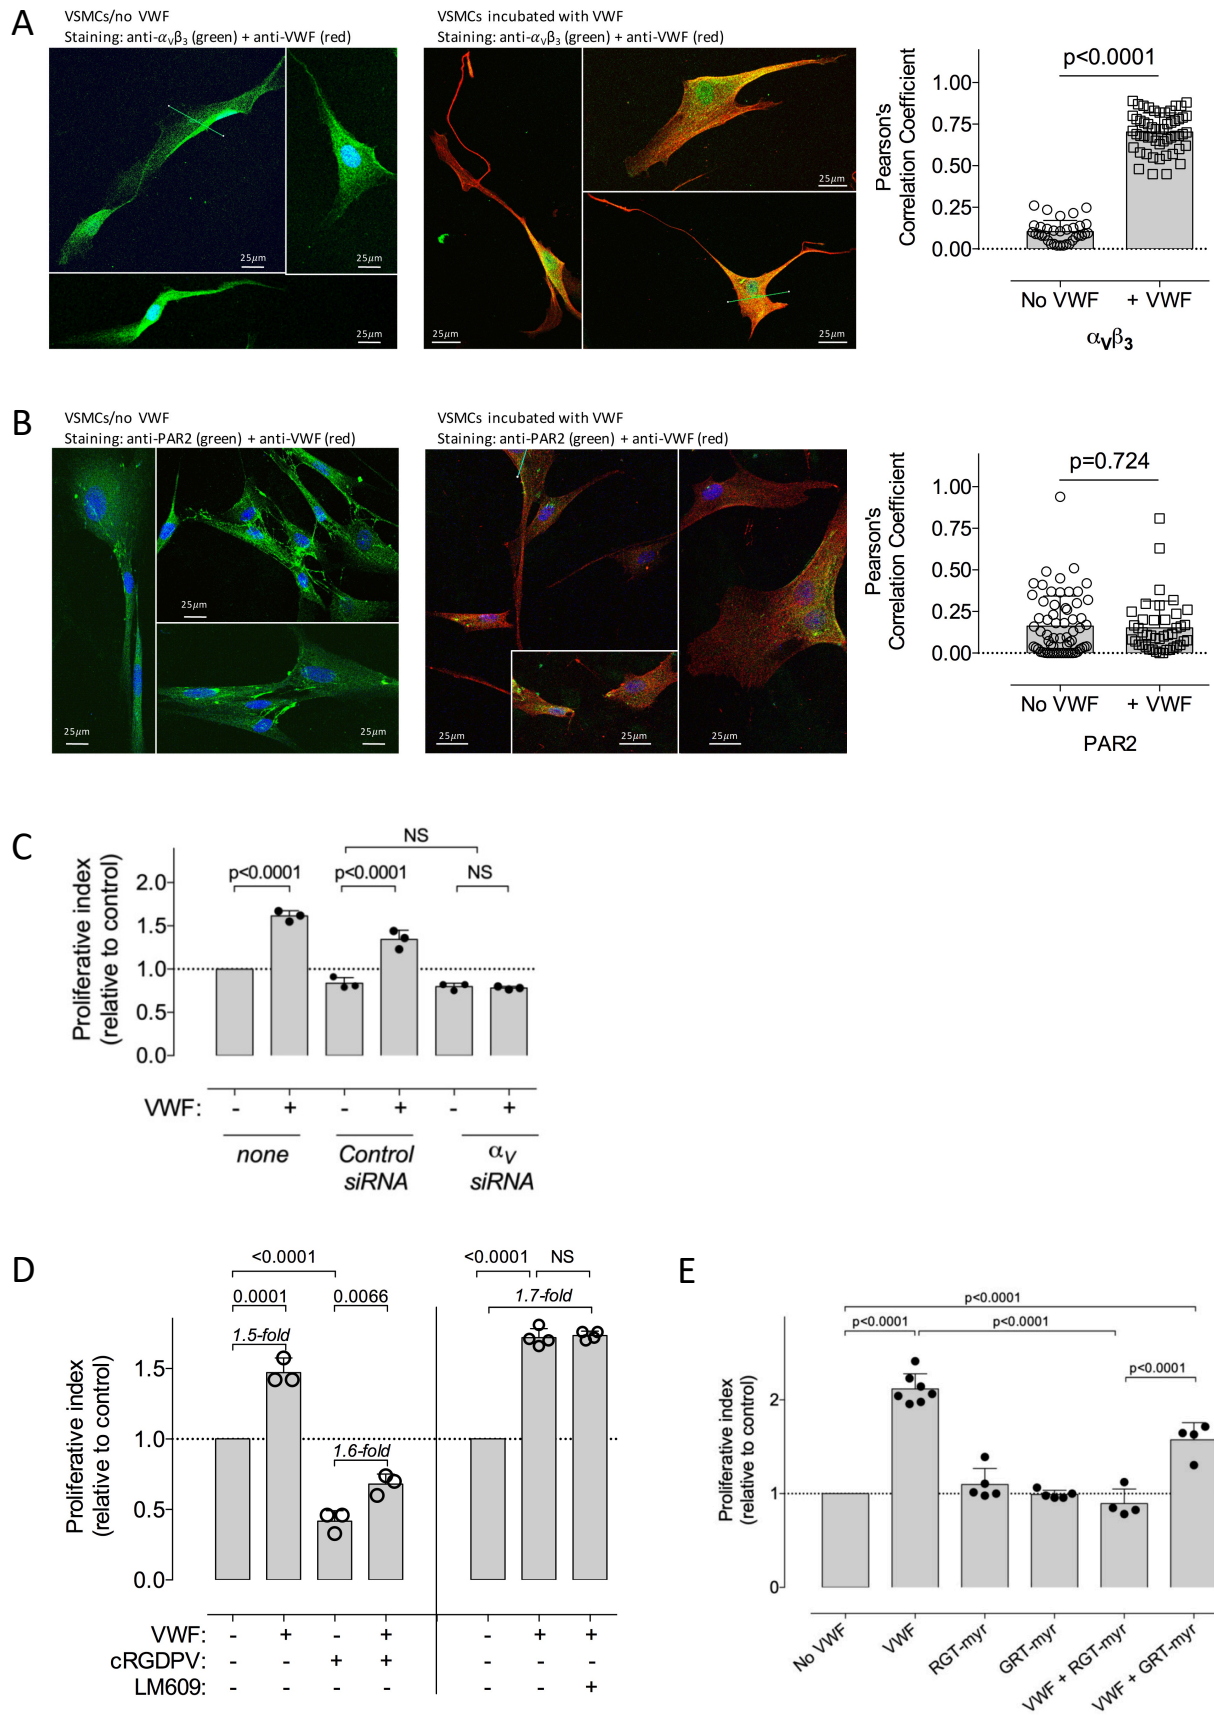 A
VSMCs/no VWF
Staining: anti-αVβ3 (green) + anti-VWF (red)
25µm
25µm
25µm
VSMCs incubated with VWF
Staining: anti-αVβ3 (green) + anti-VWF (red)
25µm
25µm
25µm
p<0.0001
Pearson's
Correlation Coefficient
1.00
0.75
0.50
0.25
0.00
No VWF
+ VWF
αVβ3
B
VSMCs/no VWF
Staining: anti-PAR2 (green) + anti-VWF (red)
25µm
25µm
25µm
VSMCs incubated with VWF
Staining: anti-PAR2 (green) + anti-VWF (red)
25µm
25µm
25µm
p=0.724
Pearson's
Correlation Coefficient
1.00
0.75
0.50
0.25
0.00
No VWF
+ VWF
PAR2
C
NS
p<0.0001
p<0.0001
NS
Proliferative index
(relative to control)
2.0
1.5
1.0
0.5
0.0
VWF: - + - + - +
none
Control
siRNA
αV
siRNA
D
<0.0001
<0.0001
NS
0.0001
0.0066
1.7-fold
1.5-fold
1.6-fold
Proliferative index
(relative to control)
1.5
1.0
0.5
0.0
VWF: - + - + - + +
cRGDPV: - - + + - - -
LM609: - - - - - - +
E
p<0.0001
p<0.0001
p<0.0001
p<0.0001
Proliferative index
(relative to control)
2
1
0
No VWF
VWF
RGT-myr
GRT-myr
VWF + RGT-myr
VWF + GRT-myr